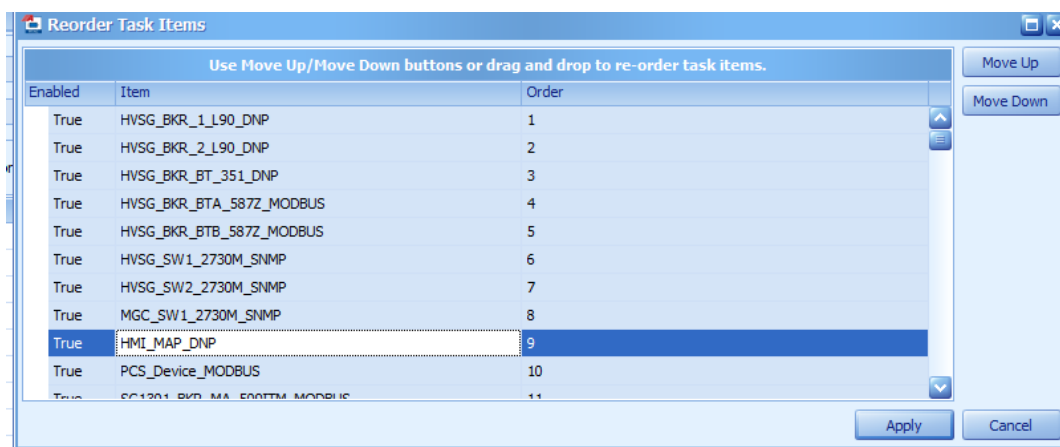 Reorder Task Items
Use Move Up/Move Down buttons or drag and drop to re-order task items.
Move Up
Move Down
Enabled Item Order
True HVSG_BKR_1_L90_DNP 1
True HVSG_BKR_2_L90_DNP 2
True HVSG_BKR_BT_351_DNP 3
True HVSG_BKR_BTA_587Z_MODBUS 4
True HVSG_BKR_BTB_587Z_MODBUS 5
True HVSG_SW1_2730M_SNMP 6
True HVSG_SW2_2730M_SNMP 7
True MGC_SW1_2730M_SNMP 8
True HMI_MAP_DNP 9
True PCS_Device_MODBUS 10
True 11
Apply Cancel